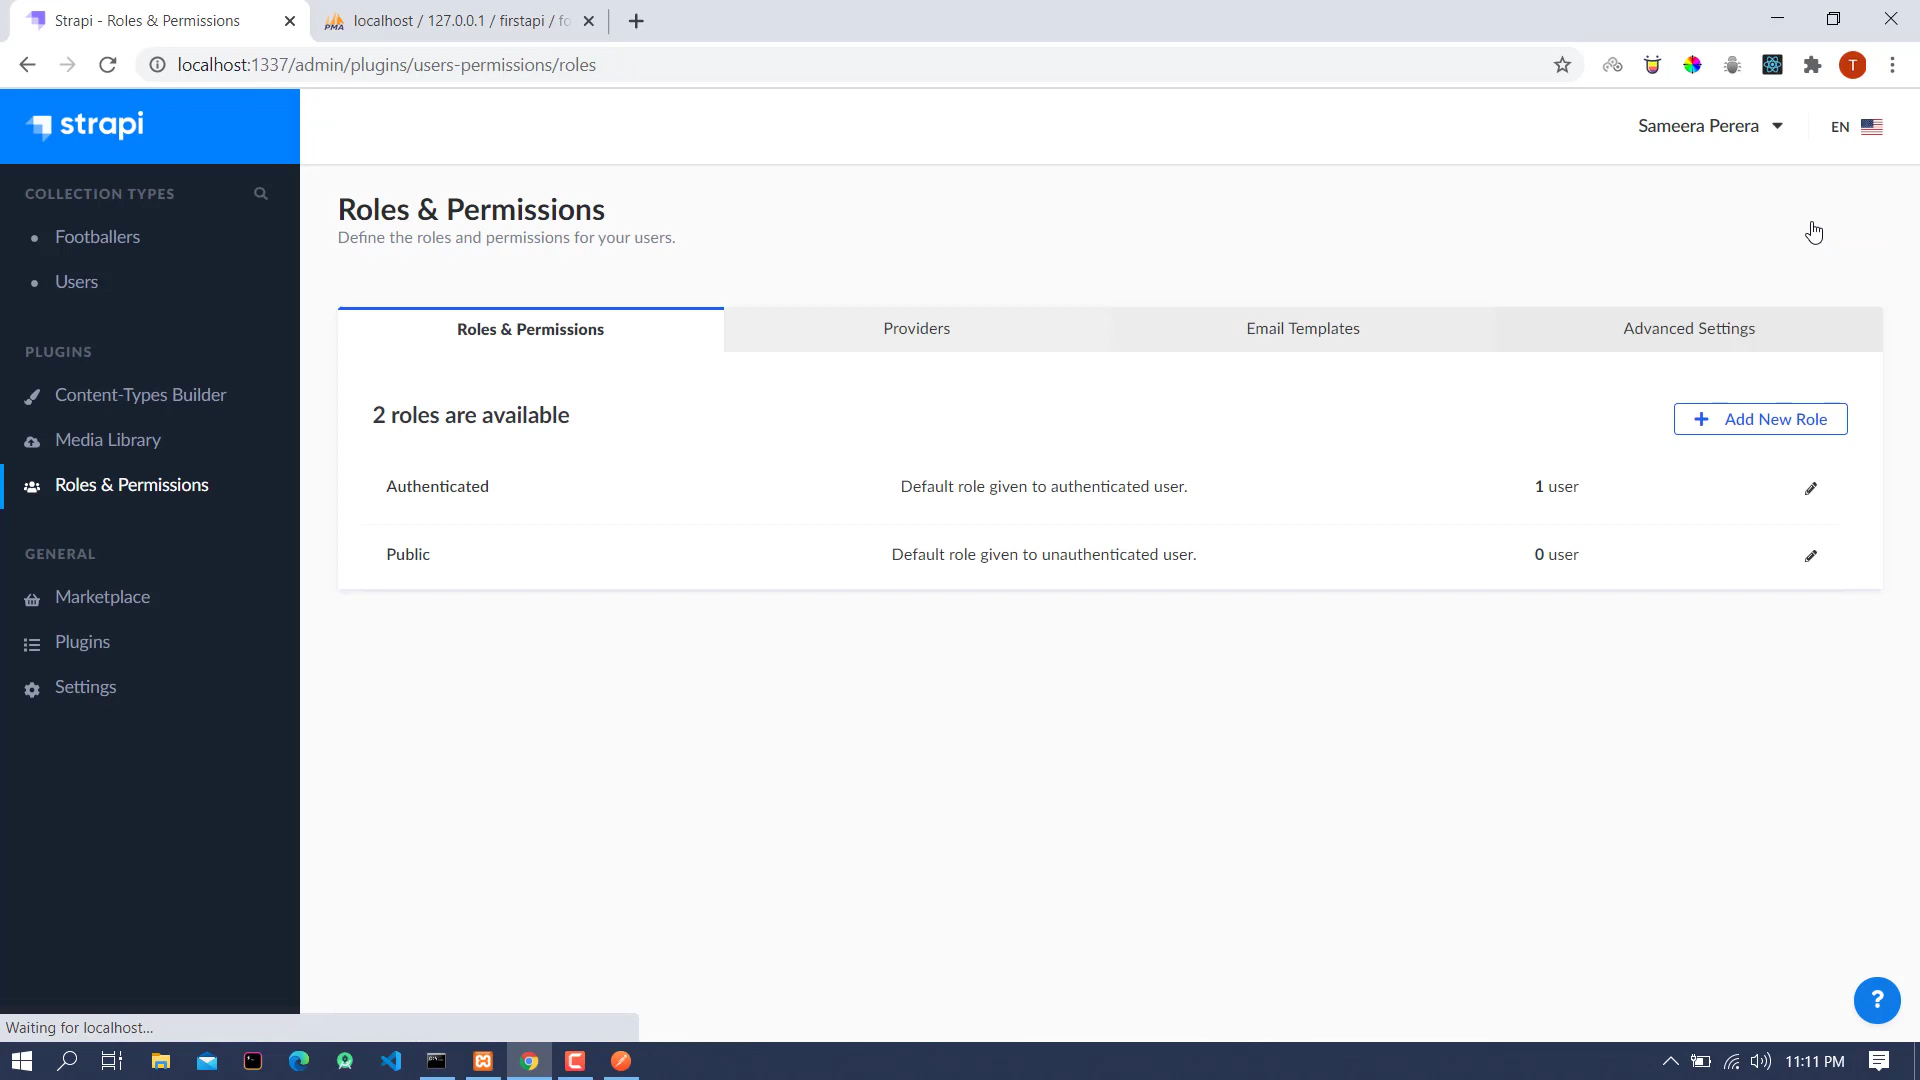 Strapi - Roles & Permissions
localhost / 127.0.0.1 / firstapi / fo
localhost:1337/admin/plugins/users-permissions/roles
T
strapi
Sameera Perera
EN
COLLECTION TYPES
Footballers
Users
PLUGINS
Content-Types Builder
Media Library
Roles & Permissions
GENERAL
Marketplace
Plugins
Settings
Roles & Permissions
Define the roles and permissions for your users.
Roles & Permissions
Providers
Email Templates
Advanced Settings
2 roles are available
Add New Role
Authenticated
Default role given to authenticated user.
1 user
Public
Default role given to unauthenticated user.
0 user
?
Waiting for localhost...
11:11 PM